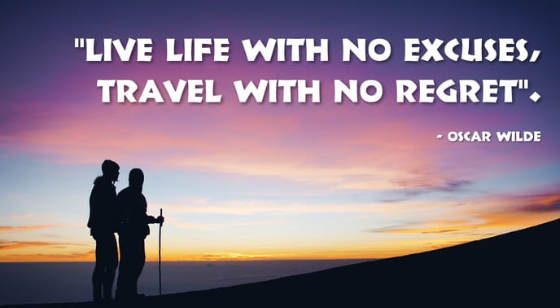 "LIVE LIFE WITH NO EXCUSES,
TRAVEL WITH NO REGRET".
- OSCAR WILDE